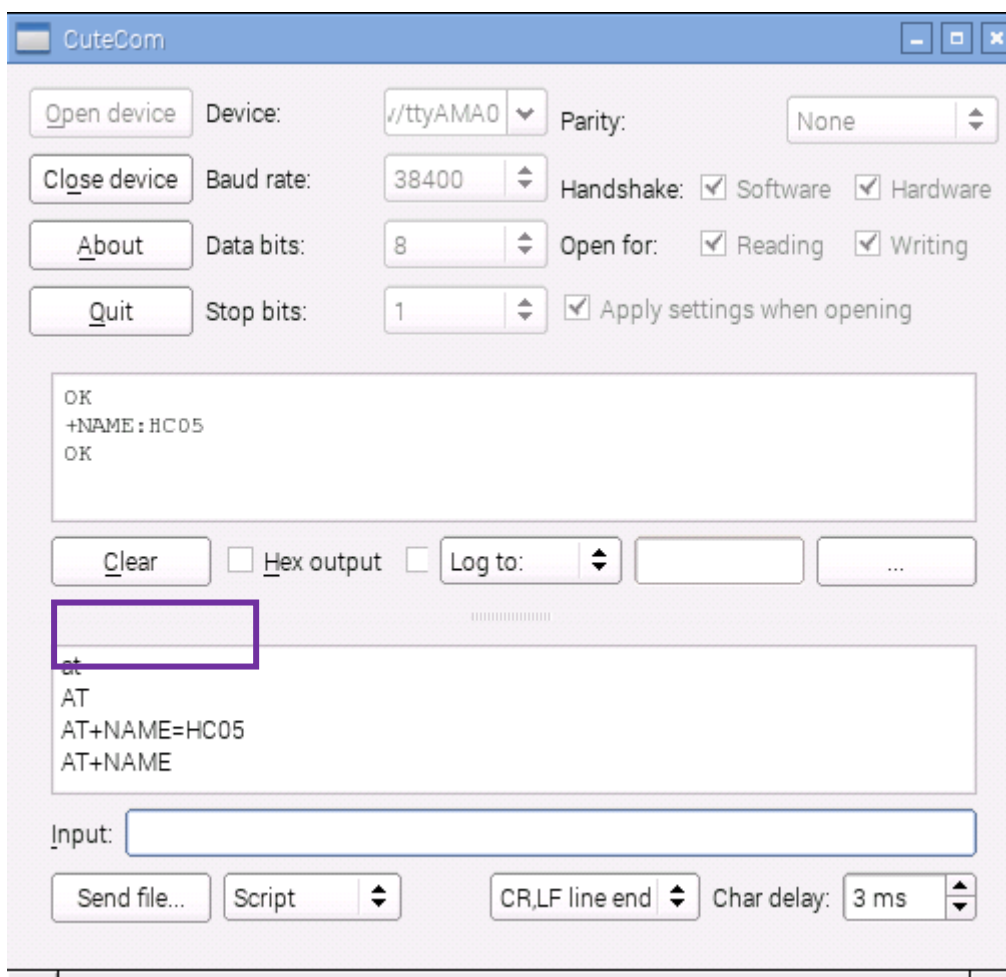 CuteCom
Open device Device: //ttyAMA0 Parity: None
Close device Baud rate: 38400 Handshake: Software Hardware
About Data bits: 8 Open for: Reading Writing
Quit Stop bits: 1 Apply settings when opening
OK
+NAME:HC05
OK
Clear Hex output Log to: ...
at
AT
AT+NAME=HC05
AT+NAME
Input:
Send file... Script CR,LF line end Char delay: 3 ms